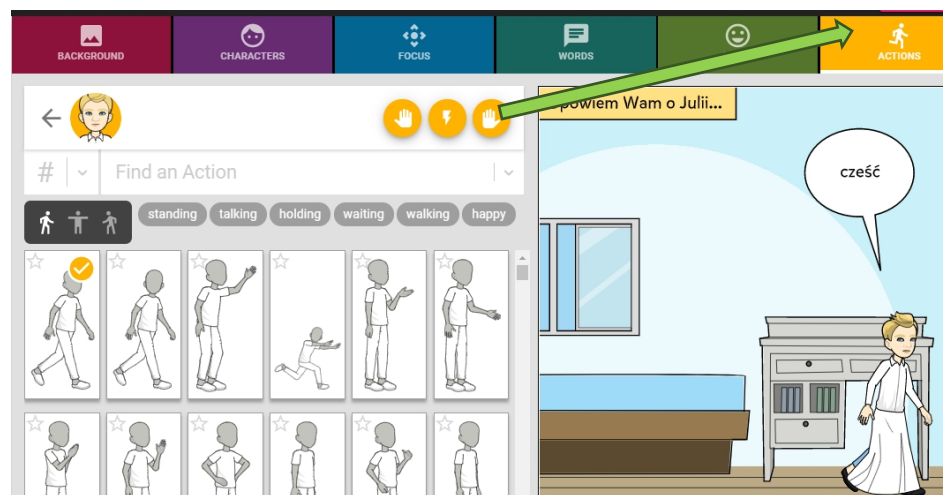 BACKGROUND
CHARACTERS
FOCUS
WORDS
ACTIONS
powiem Wam o Julii...
# Find an Action
cześć
standing talking holding waiting walking happy